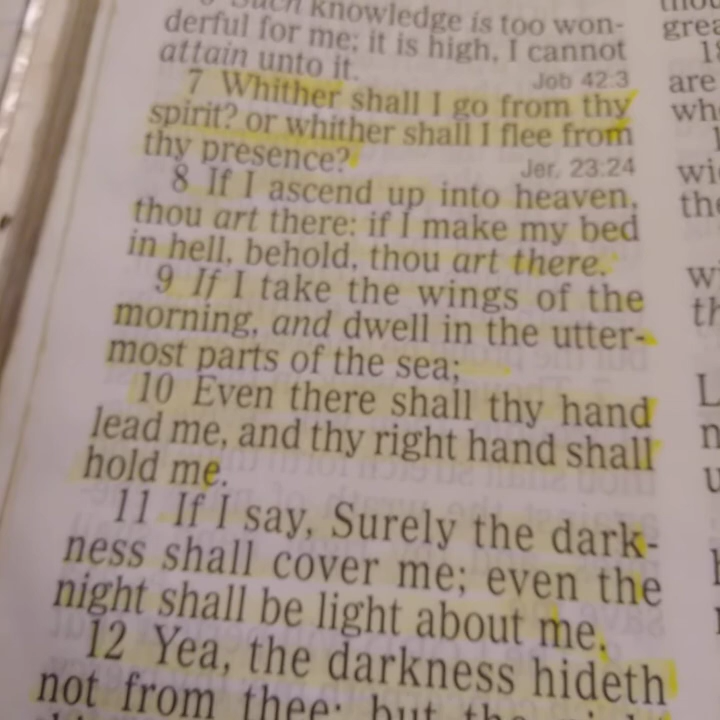 6 Such knowledge is too won-
derful for me; it is high, I cannot
attain unto it.
Job 42:3
7 Whither shall I go from thy
spirit? or whither shall I flee from
thy presence?
Jer. 23:24
8 If I ascend up into heaven,
thou art there: if I make my bed
in hell, behold, thou art there.
9 If I take the wings of the
morning, and dwell in the utter-
most parts of the sea;
10 Even there shall thy hand
lead me, and thy right hand shall
hold me.
11 If I say, Surely the dark-
ness shall cover me; even the
night shall be light about me.
12 Yea, the darkness hideth
not from thee; but the